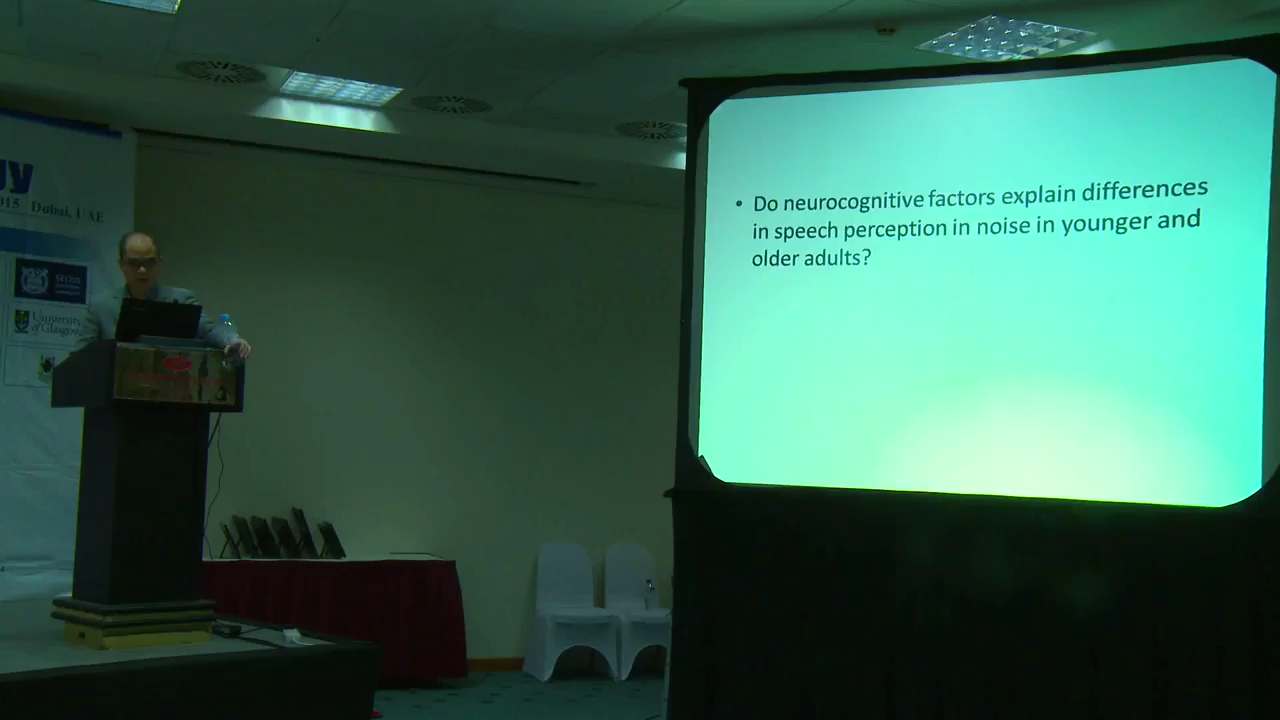 • Do neurocognitive factors explain differences
in speech perception in noise in younger and
older adults?
gy
015 Dubai, UAE
University
of Glasgow